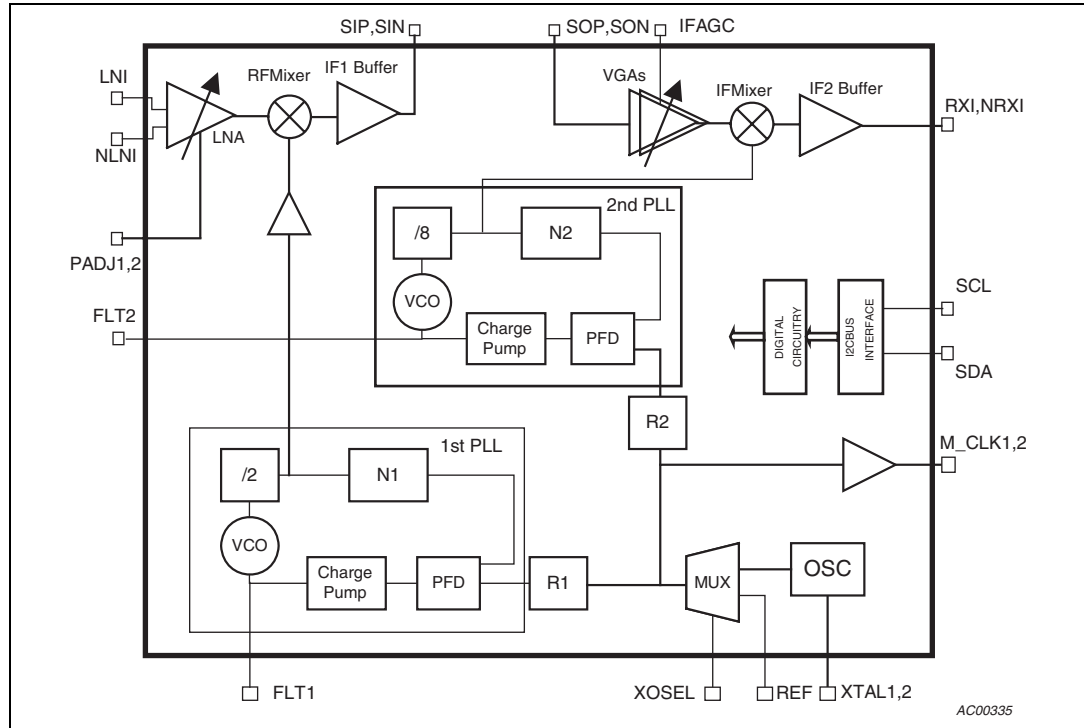 SIP,SIN
SOP,SON
IFAGC
LNI
RFMixer
IF1 Buffer
VGAs
IFMixer
IF2 Buffer
RXI,NRXI
NLNI
LNA
PADJ1,2
2nd PLL
/8
N2
VCO
FLT2
Charge
Pump
PFD
DIGITAL
CIRCUITRY
I2CBUS
INTERFACE
SCL
SDA
R2
1st PLL
M_CLK1,2
/2
N1
VCO
Charge
Pump
PFD
R1
MUX
OSC
FLT1
XOSEL
REF
XTAL1,2
AC00335